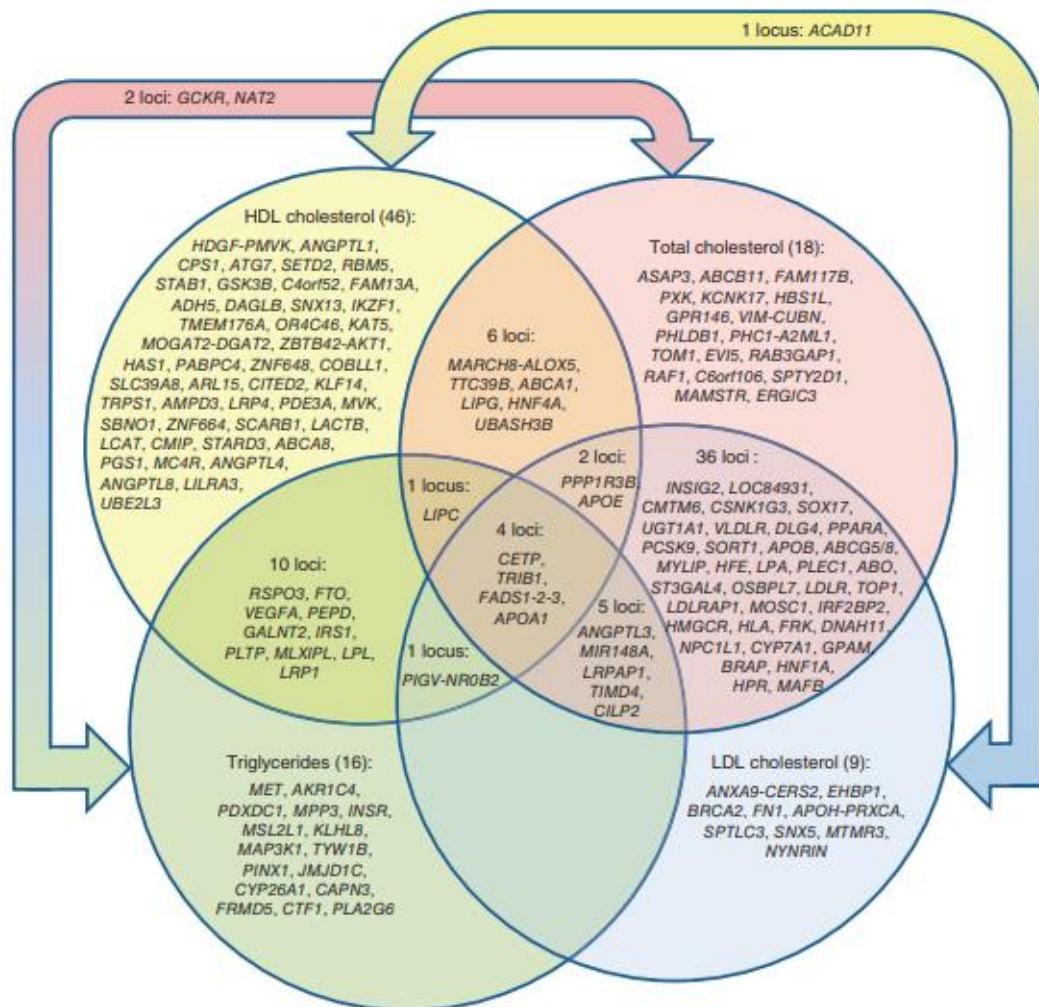 1 locus: ACAD11
2 loci: GCKR, NAT2
HDL cholesterol (46):
HDGF-PMVK, ANGPTL1,
CPS1, ATG7, SETD2, RBM5,
STAB1, GSK3B, C4orf52, FAM13A,
ADH5, DAGLB, SNX13, IKZF1,
TMEM176A, OR4C46, KAT5,
MOGAT2-DGAT2, ZBTB42-AKT1,
HAS1, PABPC4, ZNF648, COBLL1,
SLC39A8, ARL15, CITED2, KLF14,
TRPS1, AMPD3, LRP4, PDE3A, MVK,
SBNO1, ZNF664, SCARB1, LACTB,
LCAT, CMIP, STARD3, ABCA8,
PGS1, MC4R, ANGPTL4,
ANGPTL8, LILRA3,
UBE2L3
Total cholesterol (18):
ASAP3, ABCB11, FAM117B,
PXK, KCNK17, HBS1L,
GPR146, VIM-CUBN,
PHLDB1, PHC1-A2ML1,
TOM1, EVI5, RAB3GAP1,
RAF1, C6orf106, SPTY2D1,
MAMSTR, ERGIC3
6 loci:
MARCH8-ALOX5,
TTC39B, ABCA1,
LIPG, HNF4A,
UBASH3B
2 loci:
PPP1R3B,
APOE
36 loci :
INSIG2, LOC84931,
CMTM6, CSNK1G3, SOX17,
UGT1A1, VLDLR, DLG4, PPARA,
PCSK9, SORT1, APOB, ABCG5/8,
MYLIP, HFE, LPA, PLEC1, ABO,
ST3GAL4, OSBPL7, LDLR, TOP1,
LDLRAP1, MOSC1, IRF2BP2,
HMGCR, HLA, FRK, DNAH11,
NPC1L1, CYP7A1, GPAM,
BRAP, HNF1A,
HPR, MAFB
1 locus:
LIPC
4 loci:
CETP,
TRIB1,
FADS1-2-3,
APOA1
10 loci:
RSPO3, FTO,
VEGFA, PEPD,
GALNT2, IRS1,
PLTP, MLXIPL, LPL,
LRP1
5 loci:
ANGPTL3,
MIR148A,
LRPAP1,
TIMD4,
CILP2
1 locus:
PIGV-NR0B2
Triglycerides (16):
MET, AKR1C4,
PDXDC1, MPP3, INSR,
MSL2L1, KLHL8,
MAP3K1, TYW1B,
PINX1, JMJD1C,
CYP26A1, CAPN3,
FRMD5, CTF1, PLA2G6
LDL cholesterol (9):
ANXA9-CERS2, EHBP1,
BRCA2, FN1, APOH-PRXCA,
SPTLC3, SNX5, MTMR3,
NYNRIN